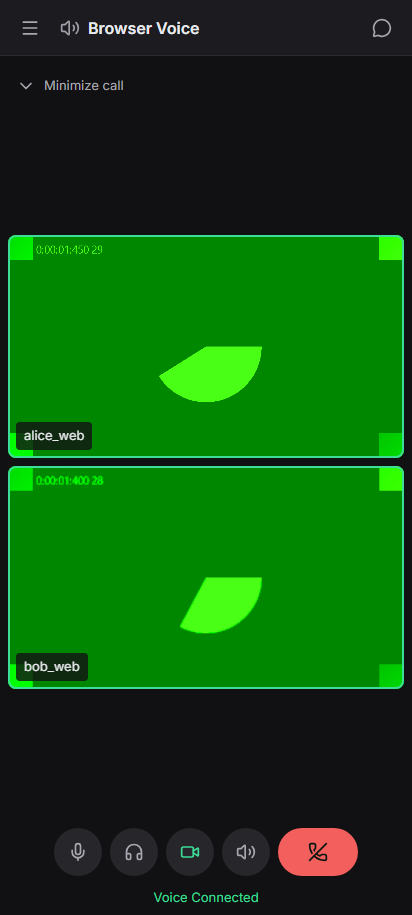 Browser Voice
Minimize call
0:00:01:450 29
alice_web
0:00:01:400 28
bob_web
Voice Connected